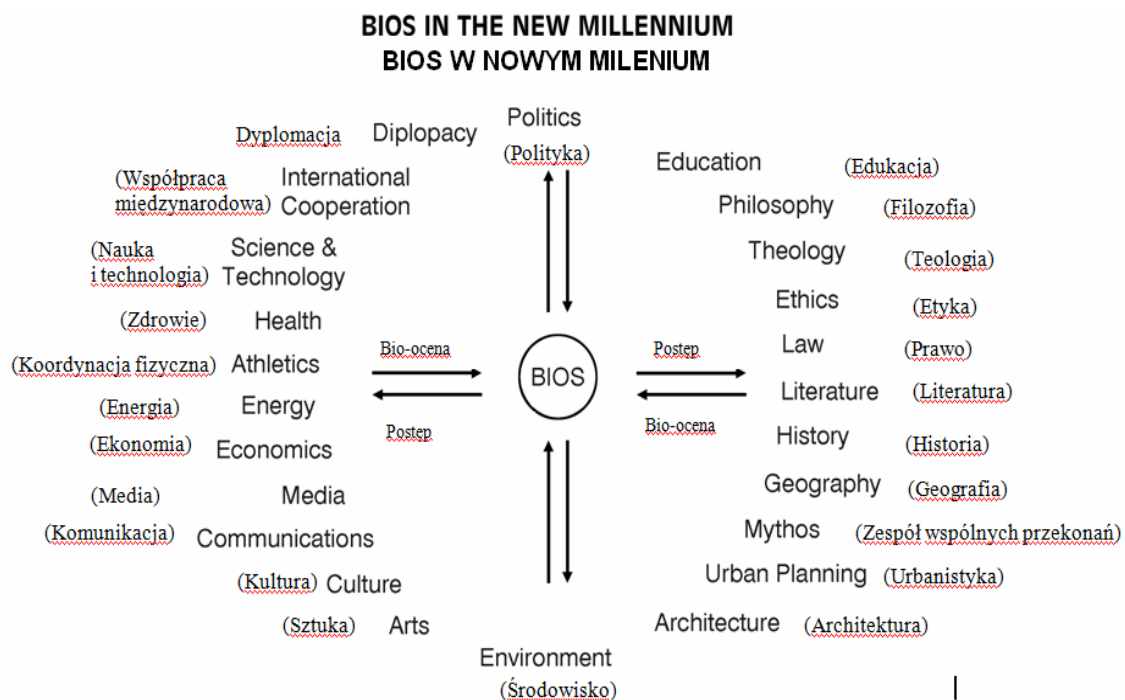 BIOS IN THE NEW MILLENNIUM
BIOS W NOWYM MILENIUM
Politics
(Polityka)
Dyplomacja Diplopacy
(Współpraca
międzynarodowa)
International
Cooperation
(Nauka
i technologia)
Science &
Technology
(Zdrowie) Health
(Koordynacja fizyczna) Athletics
(Energia) Energy
(Ekonomia) Economics
(Media) Media
(Komunikacja) Communications
(Kultura) Culture
(Sztuka) Arts
Bio-ocena
Postęp
BIOS
Postęp
Bio-ocena
Education (Edukacja)
Philosophy (Filozofia)
Theology (Teologia)
Ethics (Etyka)
Law (Prawo)
Literature (Literatura)
History (Historia)
Geography (Geografia)
Mythos (Zespół wspólnych przekonań)
Urban Planning (Urbanistyka)
Architecture (Architektura)
Environment
(Środowisko)